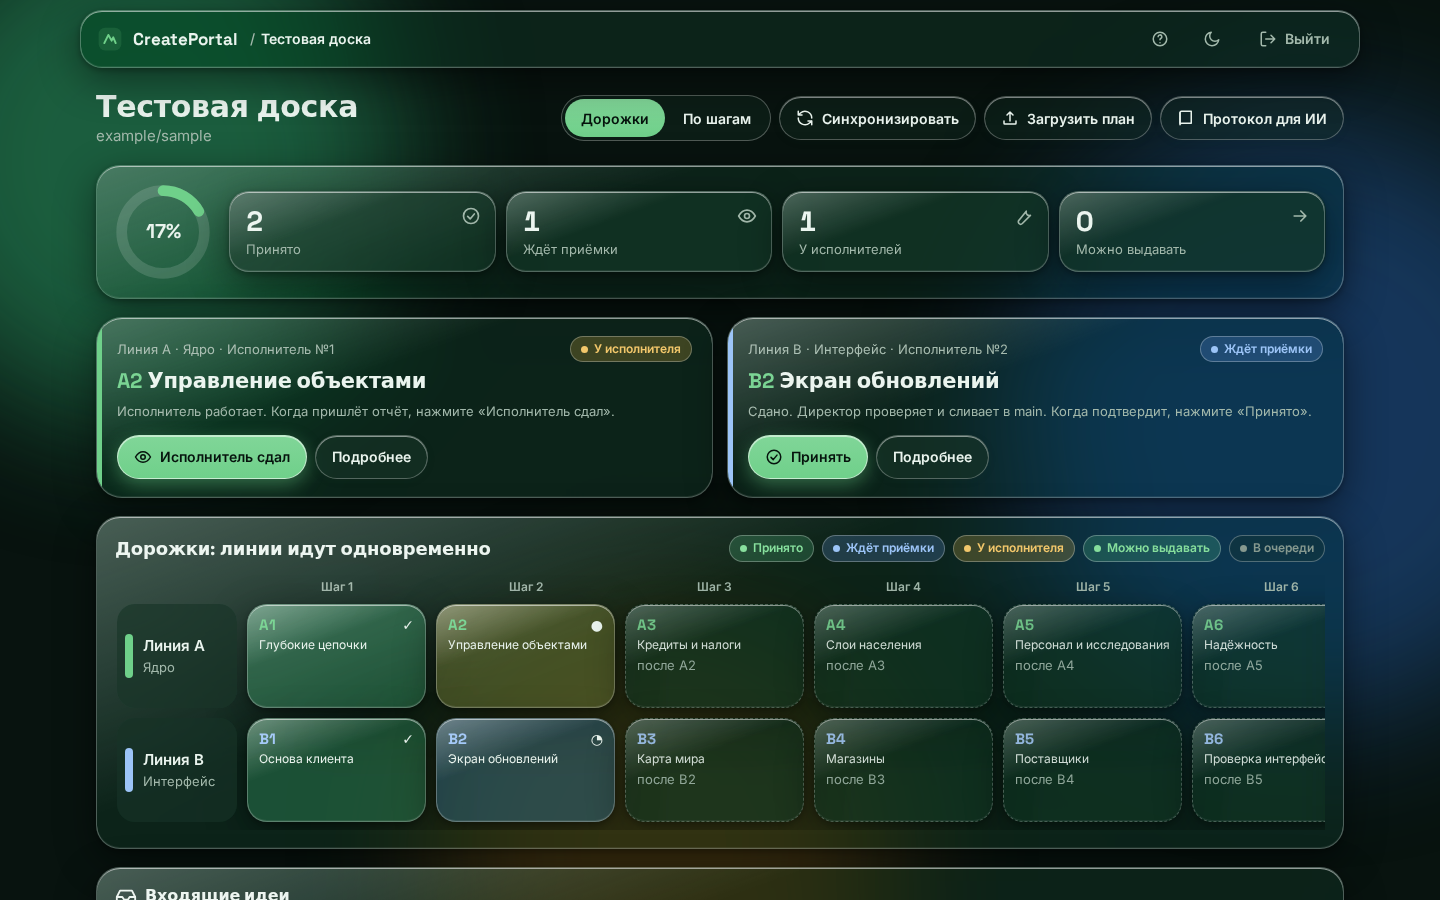 CreatePortal / Тестовая доска
Выйти
Тестовая доска
example/sample
Дорожки
По шагам
Синхронизировать
Загрузить план
Протокол для ИИ
17%
2
Принято
1
Ждёт приёмки
1
У исполнителей
0
Можно выдавать
Линия A · Ядро · Исполнитель №1
У исполнителя
A2 Управление объектами
Исполнитель работает. Когда пришлёт отчёт, нажмите «Исполнитель сдал».
Исполнитель сдал
Подробнее
Линия B · Интерфейс · Исполнитель №2
Ждёт приёмки
B2 Экран обновлений
Сдано. Директор проверяет и сливает в main. Когда подтвердит, нажмите «Принято».
Принять
Подробнее
Дорожки: линии идут одновременно
Принято
Ждёт приёмки
У исполнителя
Можно выдавать
В очереди
Шаг 1
Шаг 2
Шаг 3
Шаг 4
Шаг 5
Шаг 6
Линия A
Ядро
A1
Глубокие цепочки
A2
Управление объектами
A3
Кредиты и налоги
после A2
A4
Слои населения
после A3
A5
Персонал и исследования
после A4
A6
Надёжность
после A5
Линия B
Интерфейс
B1
Основа клиента
B2
Экран обновлений
B3
Карта мира
после B2
B4
Магазины
после B3
B5
Поставщики
после B4
B6
Проверка интерфейс
после B5
Входящие идеи